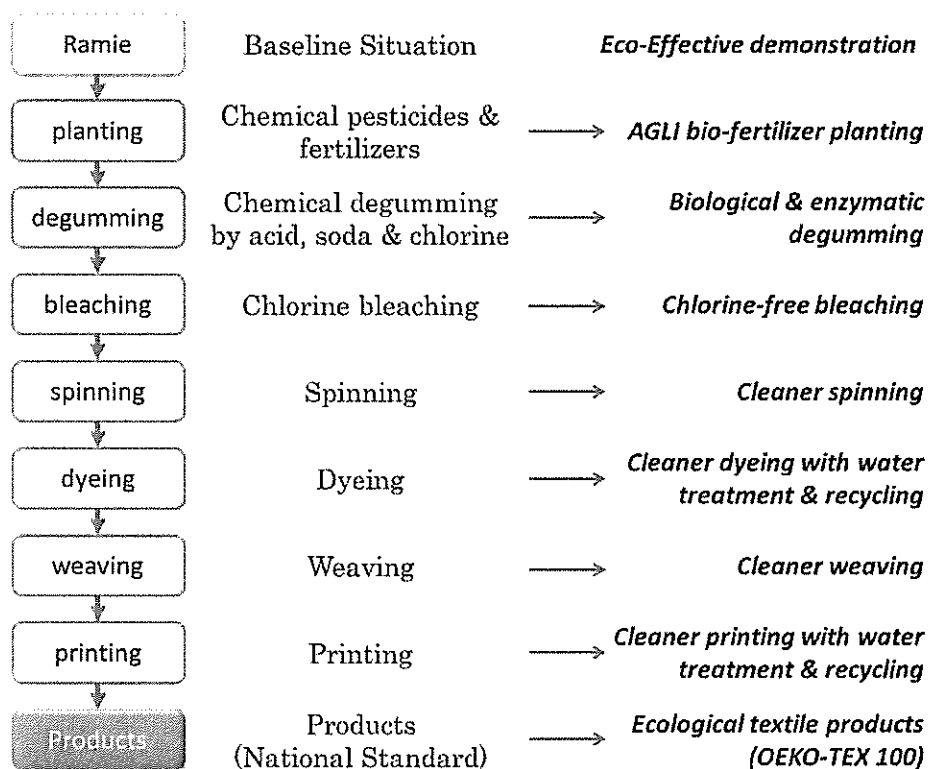 Ramie Baseline Situation Eco-Effective demonstration
planting Chemical pesticides & AGLI bio-fertilizer planting
fertilizers
degumming Chemical degumming Biological & enzymatic
by acid, soda & chlorine degumming
bleaching Chlorine bleaching Chlorine-free bleaching
spinning Spinning Cleaner spinning
dyeing Dyeing Cleaner dyeing with water
treatment & recycling
weaving Weaving Cleaner weaving
printing Printing Cleaner printing with water
treatment & recycling
Products Products Ecological textile products
(National Standard) (OEKO-TEX 100)